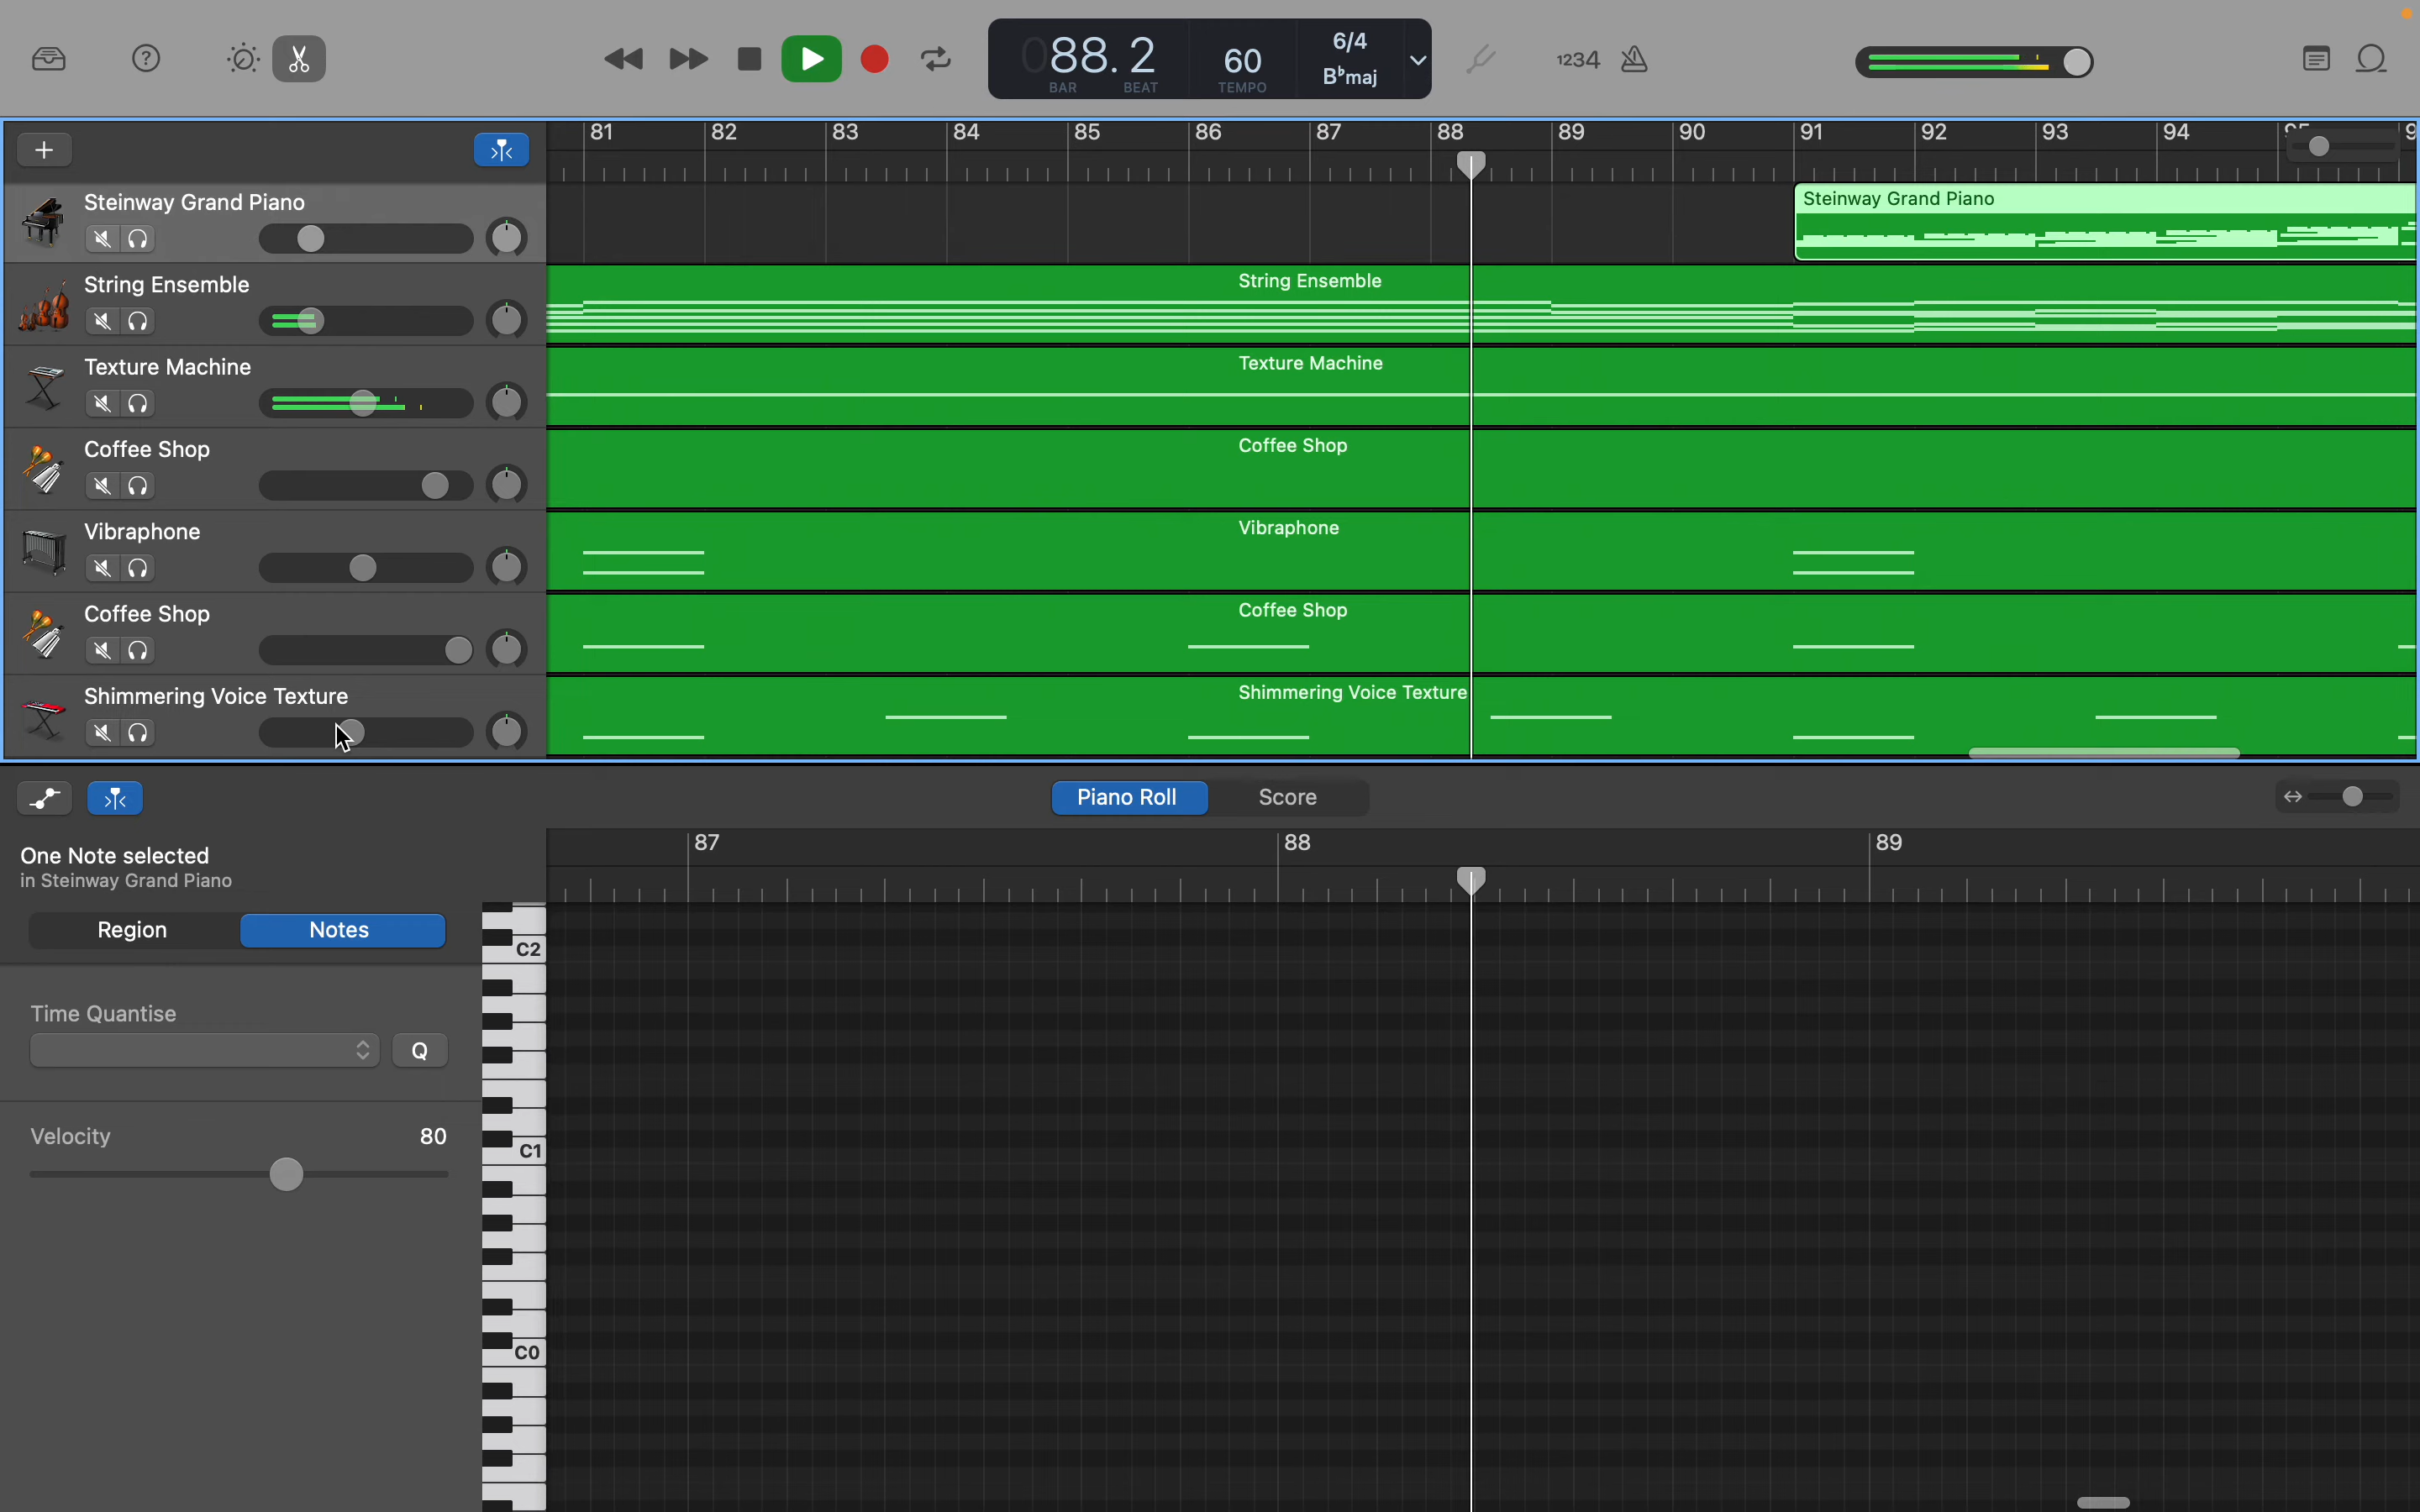 088. 2
BAR
BEAT
60
TEMPO
6/4
B♭maj
1234
81
82
83
84
85
86
87
88
89
90
91
92
93
94
Steinway Grand Piano
Steinway Grand Piano
String Ensemble
String Ensemble
Texture Machine
Texture Machine
Coffee Shop
Coffee Shop
Vibraphone
Vibraphone
Coffee Shop
Coffee Shop
Shimmering Voice Texture
Shimmering Voice Texture
Piano Roll
Score
87
88
89
One Note selected
in Steinway Grand Piano
Region
Notes
C2
Time Quantise
Q
Velocity
80
C1
C0